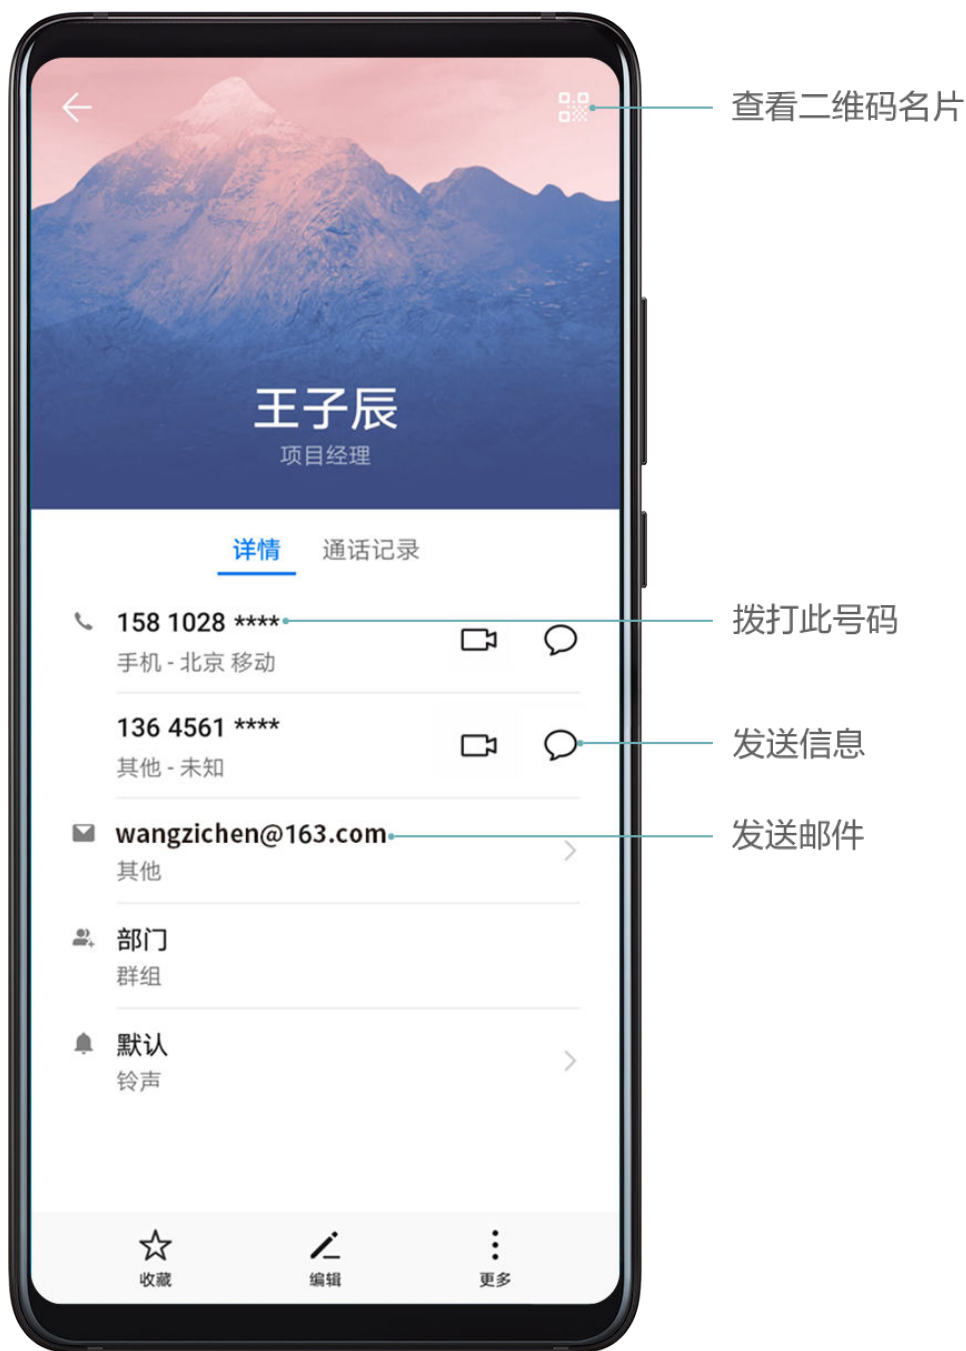 查看二维码名片
王子辰
项目经理
详情 通话记录
158 1028 ****
手机 - 北京 移动
拨打此号码
136 4561 ****
其他 - 未知
发送信息
wangzichen@163.com
其他
发送邮件
部门
群组
默认
铃声
收藏 编辑 更多